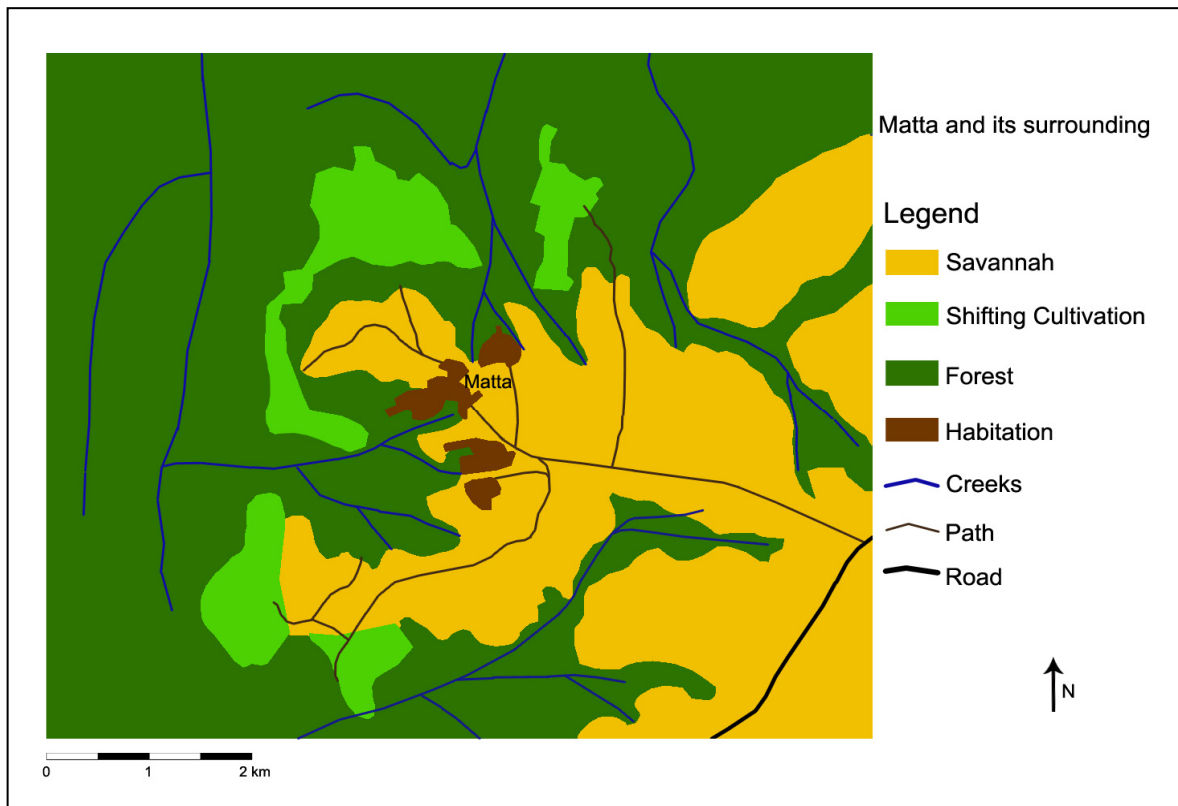 Matta and its surrounding
Legend
Savannah
Shifting Cultivation
Forest
Habitation
Creeks
Path
Road
Matta
N
0 1 2 km